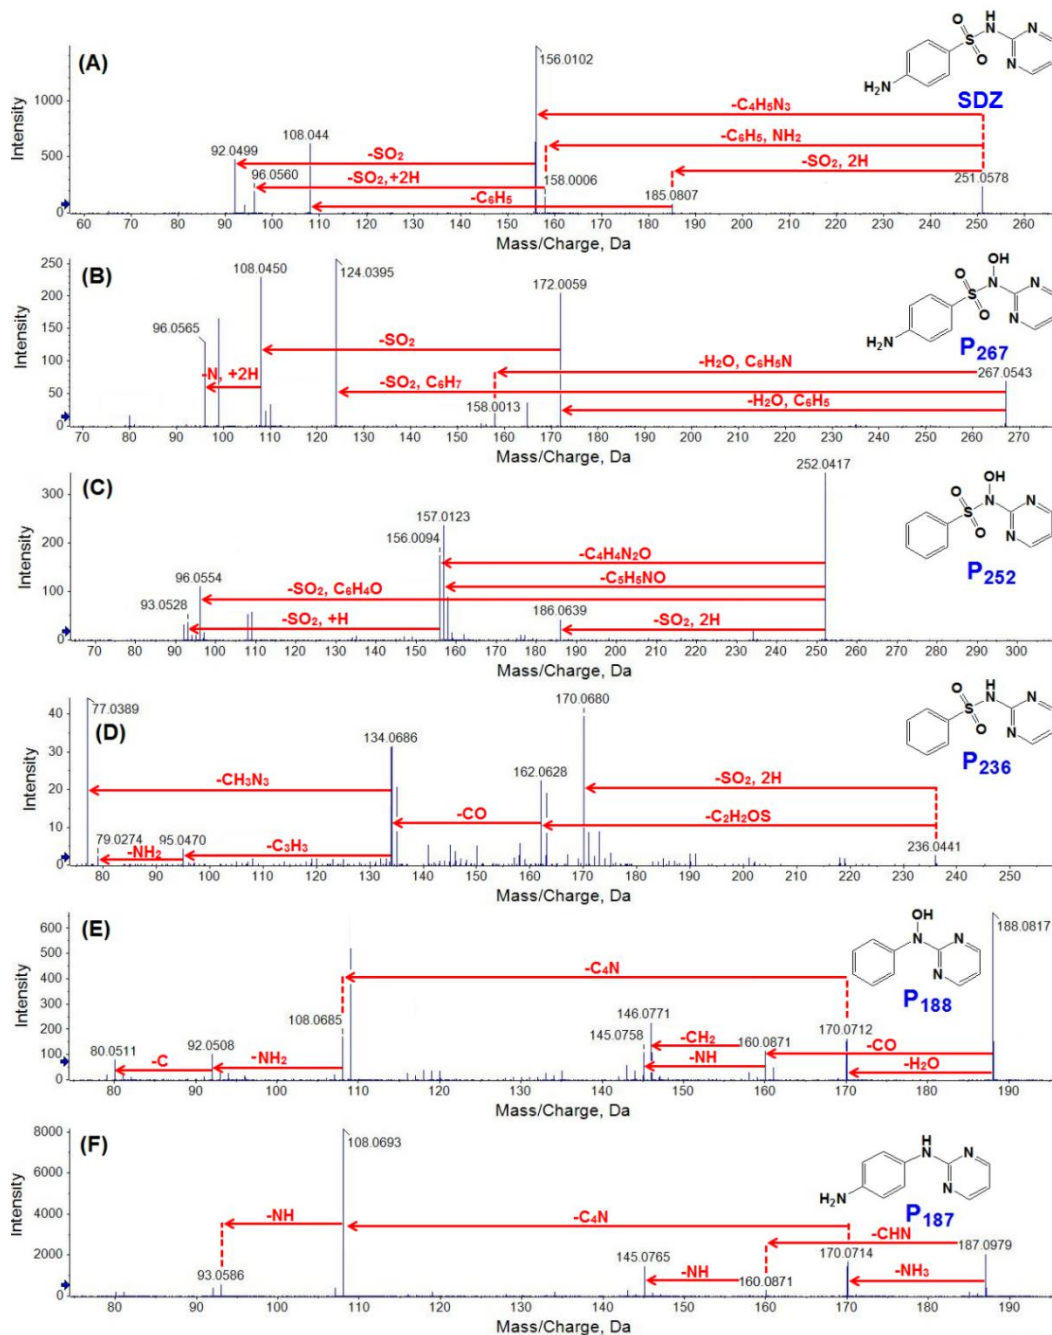 (A)
Intensity
1000
500
0
156.0102
108.044
92.0499
96.0560
158.0006
185.0807
251.0578
-C₄H₅N₃
-C₆H₅, NH₂
-SO₂
-SO₂, 2H
-SO₂,+2H
-C₆H₅
O
H
S
N
N
O
N
H₂N
SDZ
60 70 80 90 100 110 120 130 140 150 160 170 180 190 200 210 220 230 240 250 260
Mass/Charge, Da
(B)
Intensity
250
200
150
100
50
0
108.0450
124.0395
172.0059
96.0565
158.0013
267.0543
-SO₂
-N, +2H
-H₂O, C₆H₅N
-SO₂, C₆H₇
-H₂O, C₆H₅
OH
O
N
N
S
O
N
H₂N
P₂₆₇
70 80 90 100 110 120 130 140 150 160 170 180 190 200 210 220 230 240 250 260 270
Mass/Charge, Da
(C)
Intensity
300
200
100
0
252.0417
157.0123
156.0094
96.0554
93.0528
186.0639
-C₄H₄N₂O
-SO₂, C₆H₄O
-C₅H₅NO
-SO₂, +H
-SO₂, 2H
OH
O
N
N
S
O
N
P₂₅₂
70 80 90 100 110 120 130 140 150 160 170 180 190 200 210 220 230 240 250 260 270 280 290 300
Mass/Charge, Da
(D)
Intensity
40
30
20
10
0
77.0389
134.0686
170.0680
162.0628
79.0274
95.0470
236.0441
-SO₂, 2H
-CH₃N₃
-CO
-C₂H₂OS
-C₃H₃
-NH₂
O
H
N
N
S
O
N
P₂₃₆
80 90 100 110 120 130 140 150 160 170 180 190 200 210 220 230 240 250
Mass/Charge, Da
(E)
Intensity
600
500
400
300
200
100
0
188.0817
108.0685
146.0771
145.0758
170.0712
160.0871
92.0508
80.0511
-C₄N
-CH₂
-CO
-C
-NH₂
-NH
-H₂O
OH
N
N
N
P₁₈₈
80 90 100 110 120 130 140 150 160 170 180 190
Mass/Charge, Da
(F)
Intensity
8000
6000
4000
2000
0
108.0693
145.0765
170.0714
187.0979
93.0586
160.0871
-NH
-C₄N
-CHN
-NH
-NH₃
H
N
N
N
H₂N
P₁₈₇
80 90 100 110 120 130 140 150 160 170 180 190
Mass/Charge, Da